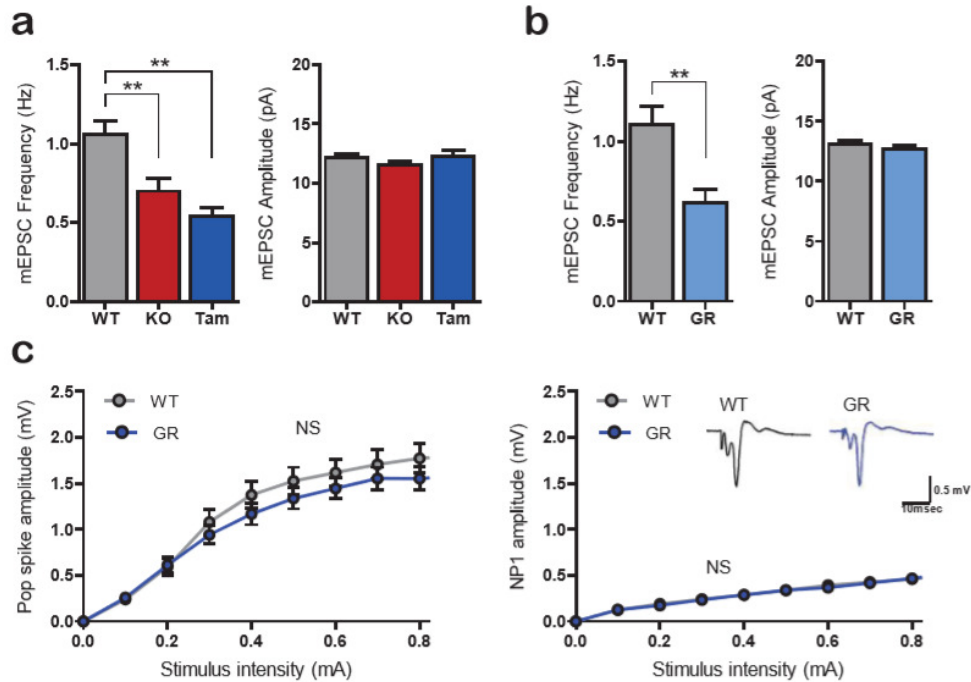 a
mEPSC Frequency (Hz)
1.5
1.0
0.5
0.0
**
**
WT KO Tam
mEPSC Amplitude (pA)
20
15
10
5
0
WT KO Tam
b
mEPSC Frequency (Hz)
1.5
1.0
0.5
0.0
**
WT GR
mEPSC Amplitude (pA)
20
15
10
5
0
WT GR
c
Pop spike amplitude (mV)
2.5
2.0
1.5
1.0
0.5
0.0
WT
GR
NS
0.0 0.2 0.4 0.6 0.8
Stimulus intensity (mA)
NP1 amplitude (mV)
2.5
2.0
1.5
1.0
0.5
0.0
WT
GR
WT GR
0.5 mV
10msec
NS
0.0 0.2 0.4 0.6 0.8
Stimulus intensity (mA)